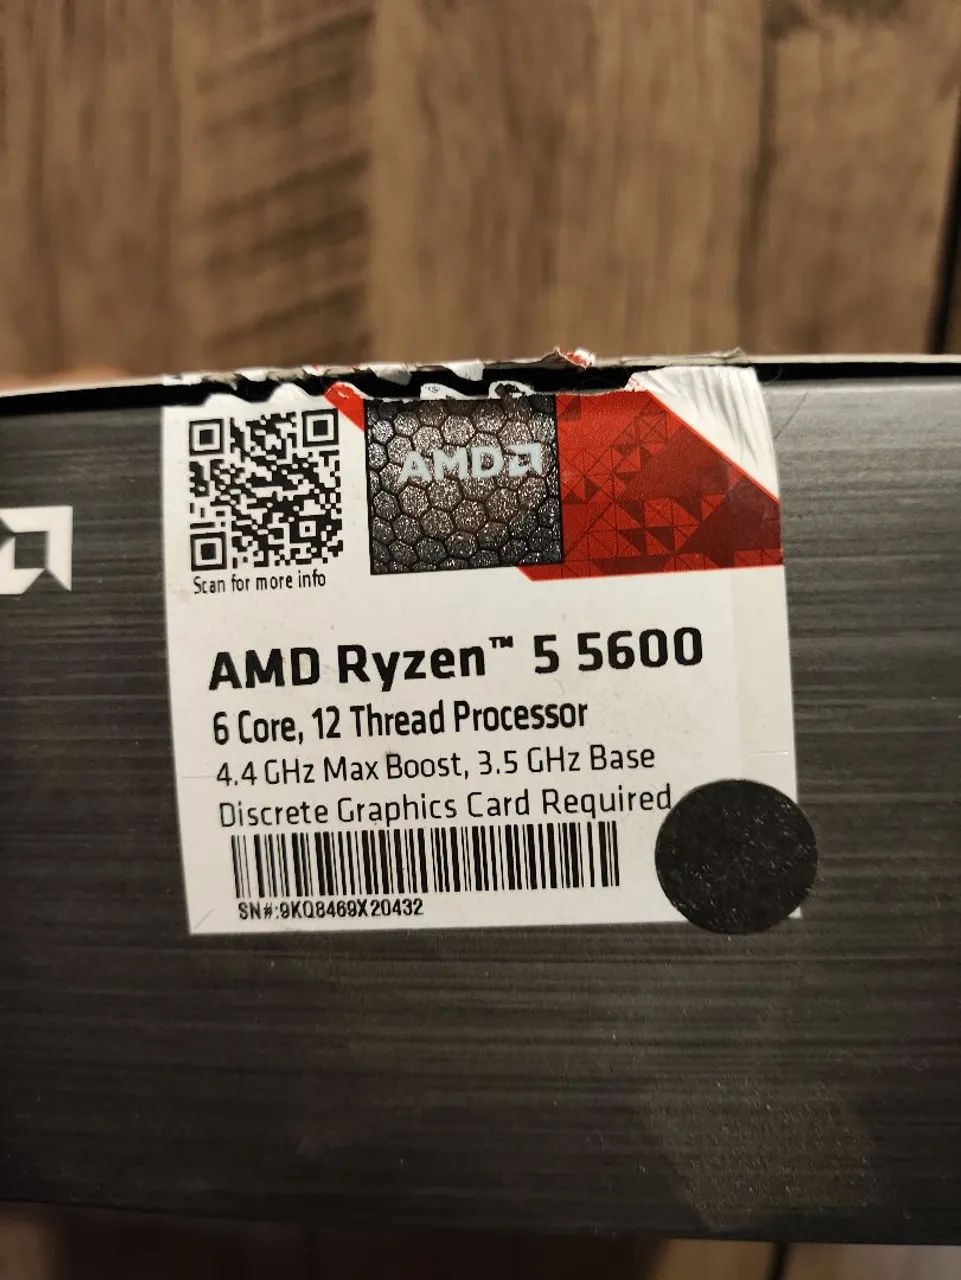 AMD
Scan for more info
AMD Ryzen™ 5 5600
6 Core, 12 Thread Processor
4.4 GHz Max Boost, 3.5 GHz Base
Discrete Graphics Card Required
SN#:9KQ8469X20432